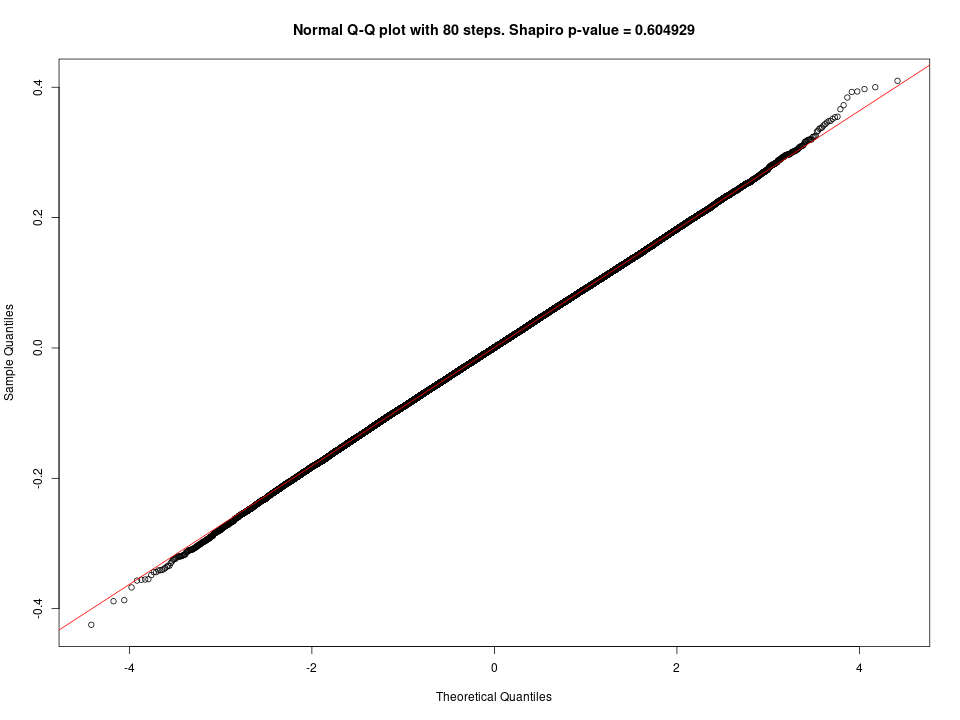 Normal Q-Q plot with 80 steps. Shapiro p-value = 0.604929
0.4
0.2
0.0
-0.2
-0.4
Sample Quantiles
-4 -2 0 2 4
Theoretical Quantiles